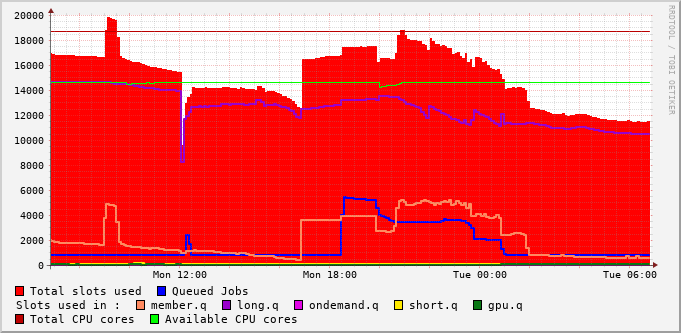 20000
18000
16000
14000
12000
10000
8000
6000
4000
2000
0
Mon 12:00 Mon 18:00 Tue 00:00 Tue 06:00
RRDTOOL / TOBI OETIKER
Total slots used Queued Jobs
Slots used in : member.q long.q ondemand.q short.q gpu.q
Total CPU cores Available CPU cores